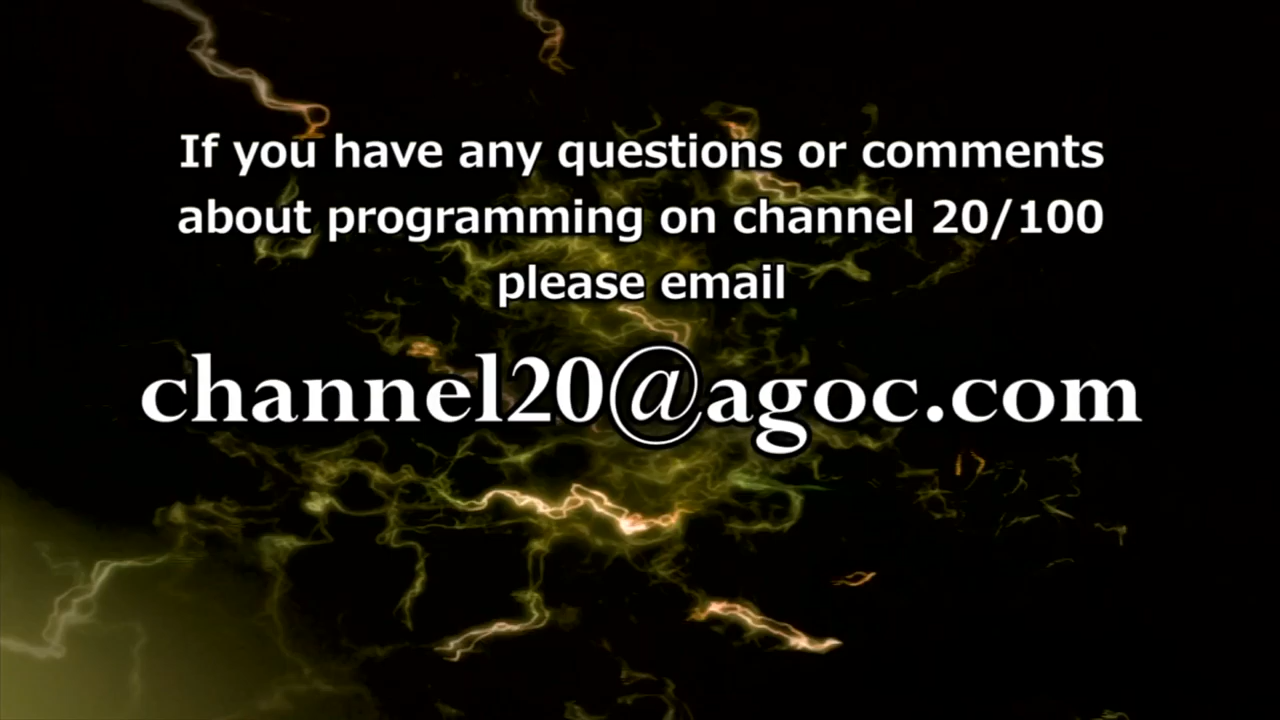 If you have any questions or comments
about programming on channel 20/100
please email
channel20@agoc.com